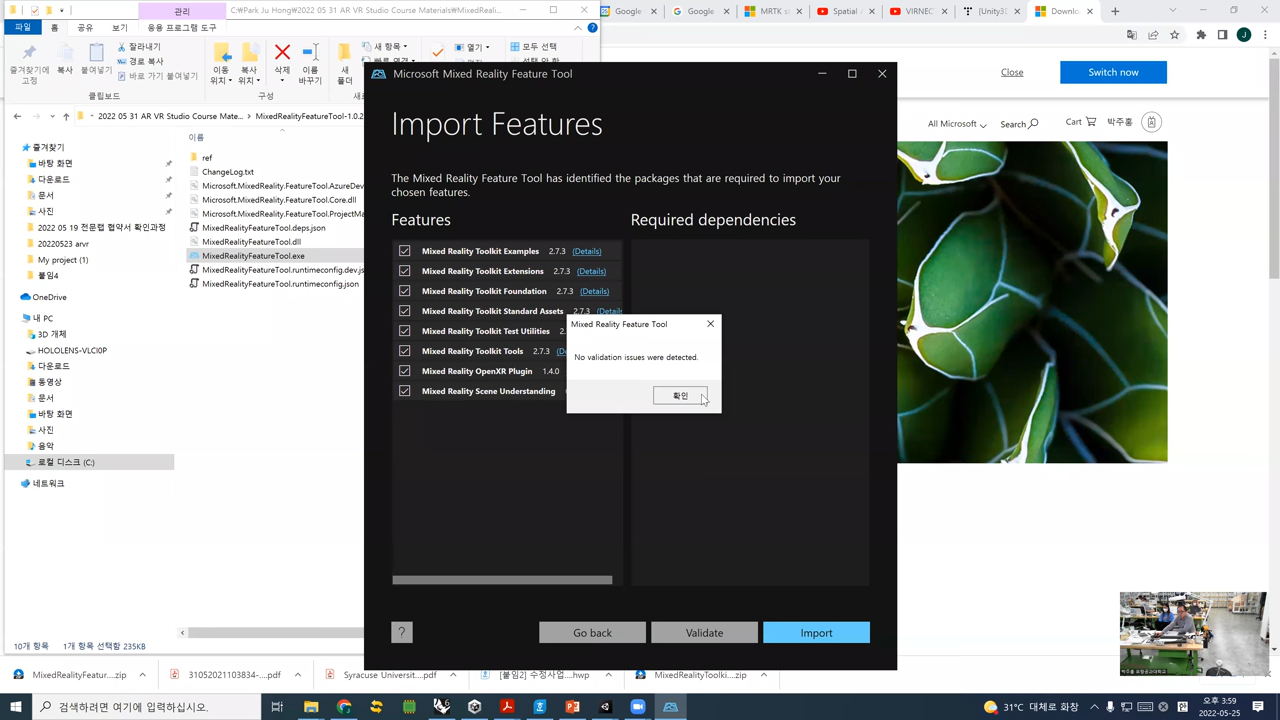 관리
C:₩Park Ju Hong₩2022 05 31 AR VR Studio Course Materials₩MixedReali...
파일
홈
공유
보기
응용 프로그램 도구
즐겨찾기에
고정
복사
붙여넣기
잘라내기
경로 복사
바로 가기 붙여넣기
클립보드
이동
위치
복사
위치
삭제
이름
바꾸기
구성
새
폴더
새 항목
열기
모두 선택
2022 05 31 AR VR Studio Course Mate...
MixedRealityFeatureTool-1.0.2
이름
즐겨찾기
바탕 화면
다운로드
문서
사진
2022 05 19 전문랩 협약서 확인과정
20220523 arvr
My project (1)
붙임4
OneDrive
내 PC
3D 개체
HOLOLENS-VLCI0P
다운로드
동영상
문서
바탕 화면
사진
음악
로컬 디스크 (C:)
네트워크
ref
ChangeLog.txt
Microsoft.MixedReality.FeatureTool.AzureDev
Microsoft.MixedReality.FeatureTool.Core.dll
Microsoft.MixedReality.FeatureTool.ProjectMa
MixedRealityFeatureTool.deps.json
MixedRealityFeatureTool.dll
MixedRealityFeatureTool.exe
MixedRealityFeatureTool.runtimeconfig.dev.js
MixedRealityFeatureTool.runtimeconfig.json
10개 항목
1개 항목 선택함 235KB
Google
Google
MRTK s
Spatial
VIRNEC
[Unity3
Downlo
J
Close
Switch now
All Microsoft
Search
Cart
박주홍
Microsoft Mixed Reality Feature Tool
Import Features
The Mixed Reality Feature Tool has identified the packages that are required to import your
chosen features.
Features
Required dependencies
Mixed Reality Toolkit Examples 2.7.3 (Details)
Mixed Reality Toolkit Extensions 2.7.3 (Details)
Mixed Reality Toolkit Foundation 2.7.3 (Details)
Mixed Reality Toolkit Standard Assets 2.7.3 (Details
Mixed Reality Toolkit Test Utilities 2.
Mixed Reality Toolkit Tools 2.7.3 (D
Mixed Reality OpenXR Plugin 1.4.0
Mixed Reality Scene Understanding
Mixed Reality Feature Tool
No validation issues were detected.
확인
?
Go back
Validate
Import
MixedRealityFeatur....zip
31052021103834-....pdf
Syracuse Universit....pdf
[붙임2] 수정사업....hwp
MixedRealityToolki....zip
검색하려면 여기에 입력하십시오.
31°C 대체로 화창
오후 3:59
2022-05-25